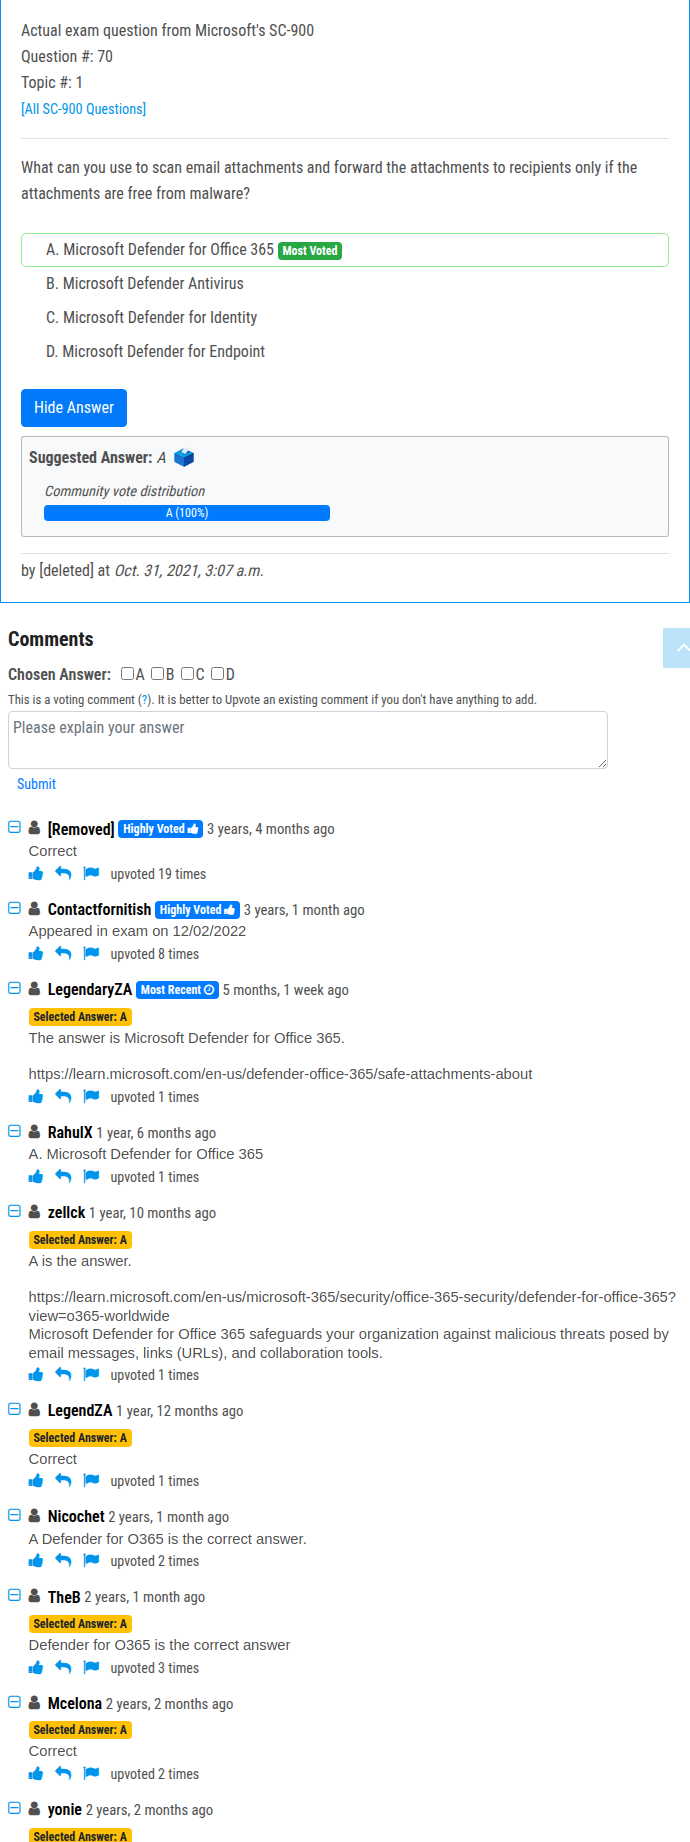 Actual exam question from Microsoft's SC-900
Question #: 70
Topic #: 1
[All SC-900 Questions]
What can you use to scan email attachments and forward the attachments to recipients only if the
attachments are free from malware?
A. Microsoft Defender for Office 365 Most Voted
B. Microsoft Defender Antivirus
C. Microsoft Defender for Identity
D. Microsoft Defender for Endpoint
Hide Answer
Suggested Answer: A
Community vote distribution
A (100%)
by [deleted] at Oct. 31, 2021, 3:07 a.m.
Comments
Chosen Answer: A B C D
This is a voting comment (?). It is better to Upvote an existing comment if you don't have anything to add.
Please explain your answer
Submit
[Removed] Highly Voted 3 years, 4 months ago
Correct
upvoted 19 times
Contactfornitish Highly Voted 3 years, 1 month ago
Appeared in exam on 12/02/2022
upvoted 8 times
LegendaryZA Most Recent 5 months, 1 week ago
Selected Answer: A
The answer is Microsoft Defender for Office 365.
https://learn.microsoft.com/en-us/defender-office-365/safe-attachments-about
upvoted 1 times
RahulX 1 year, 6 months ago
A. Microsoft Defender for Office 365
upvoted 1 times
zellck 1 year, 10 months ago
Selected Answer: A
A is the answer.
https://learn.microsoft.com/en-us/microsoft-365/security/office-365-security/defender-for-office-365?
view=o365-worldwide
Microsoft Defender for Office 365 safeguards your organization against malicious threats posed by
email messages, links (URLs), and collaboration tools.
upvoted 1 times
LegendZA 1 year, 12 months ago
Selected Answer: A
Correct
upvoted 1 times
Nicochet 2 years, 1 month ago
A Defender for O365 is the correct answer.
upvoted 2 times
TheB 2 years, 1 month ago
Selected Answer: A
Defender for O365 is the correct answer
upvoted 3 times
Mcelona 2 years, 2 months ago
Selected Answer: A
Correct
upvoted 2 times
yonie 2 years, 2 months ago
Selected Answer: A